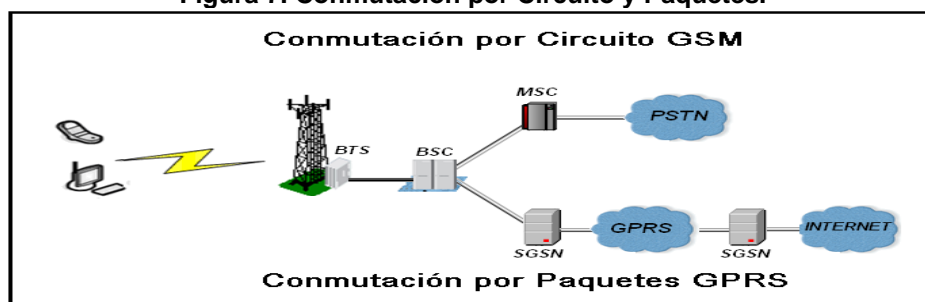 Figura 7. Conmutación por Circuito y Paquetes.
Conmutación por Circuito GSM
MSC
PSTN
BTS
BSC
GPRS
INTERNET
SGSN
SGSN
Conmutación por Paquetes GPRS